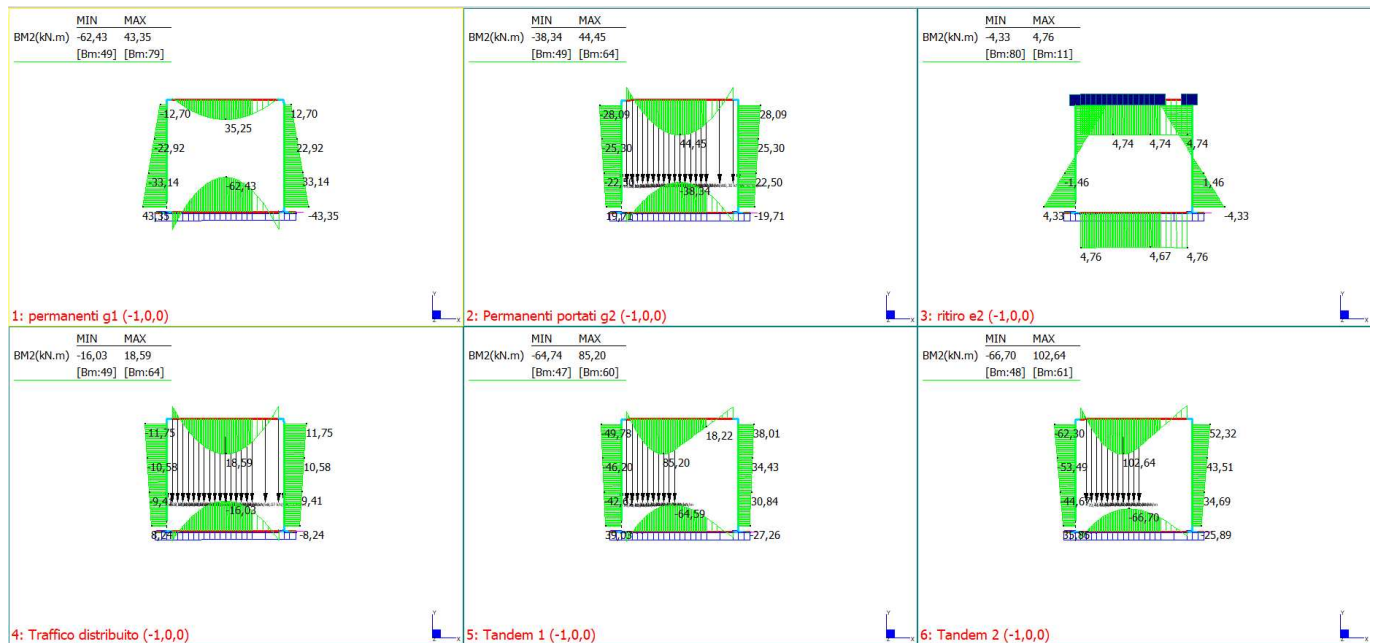 MIN MAX
BM2(kN.m) -62,43 43,35
[Bm:49] [Bm:79]
-12,70 12,70
35,25
-22,92 22,92
-33,14 33,14
-62,43
43,35 -43,35
1: permanenti g1 (-1,0,0)
MIN MAX
BM2(kN.m) -38,34 44,45
[Bm:49] [Bm:64]
-28,09 28,09
44,45
-25,30 25,30
-22,50 22,50
-38,34
19,71 -19,71
2: Permanenti portati g2 (-1,0,0)
MIN MAX
BM2(kN.m) -4,33 4,76
[Bm:80] [Bm:11]
4,74 4,74 4,74
-1,46 1,46
4,33 -4,33
4,76 4,67 4,76
3: ritiro e2 (-1,0,0)
MIN MAX
BM2(kN.m) -16,03 18,59
[Bm:49] [Bm:64]
-11,75 11,75
18,59
-10,58 10,58
9,41
-16,03
8,24 -8,24
4: Traffico distribuito (-1,0,0)
MIN MAX
BM2(kN.m) -64,74 85,20
[Bm:47] [Bm:60]
-49,78 38,01
18,22
-46,20 34,43
85,20
30,84
-64,59
39,03 -27,26
5: Tandem 1 (-1,0,0)
MIN MAX
BM2(kN.m) -66,70 102,64
[Bm:48] [Bm:61]
-62,30 52,32
-53,49 43,51
102,64
-44,67 34,69
-66,70
35,86 -25,89
6: Tandem 2 (-1,0,0)